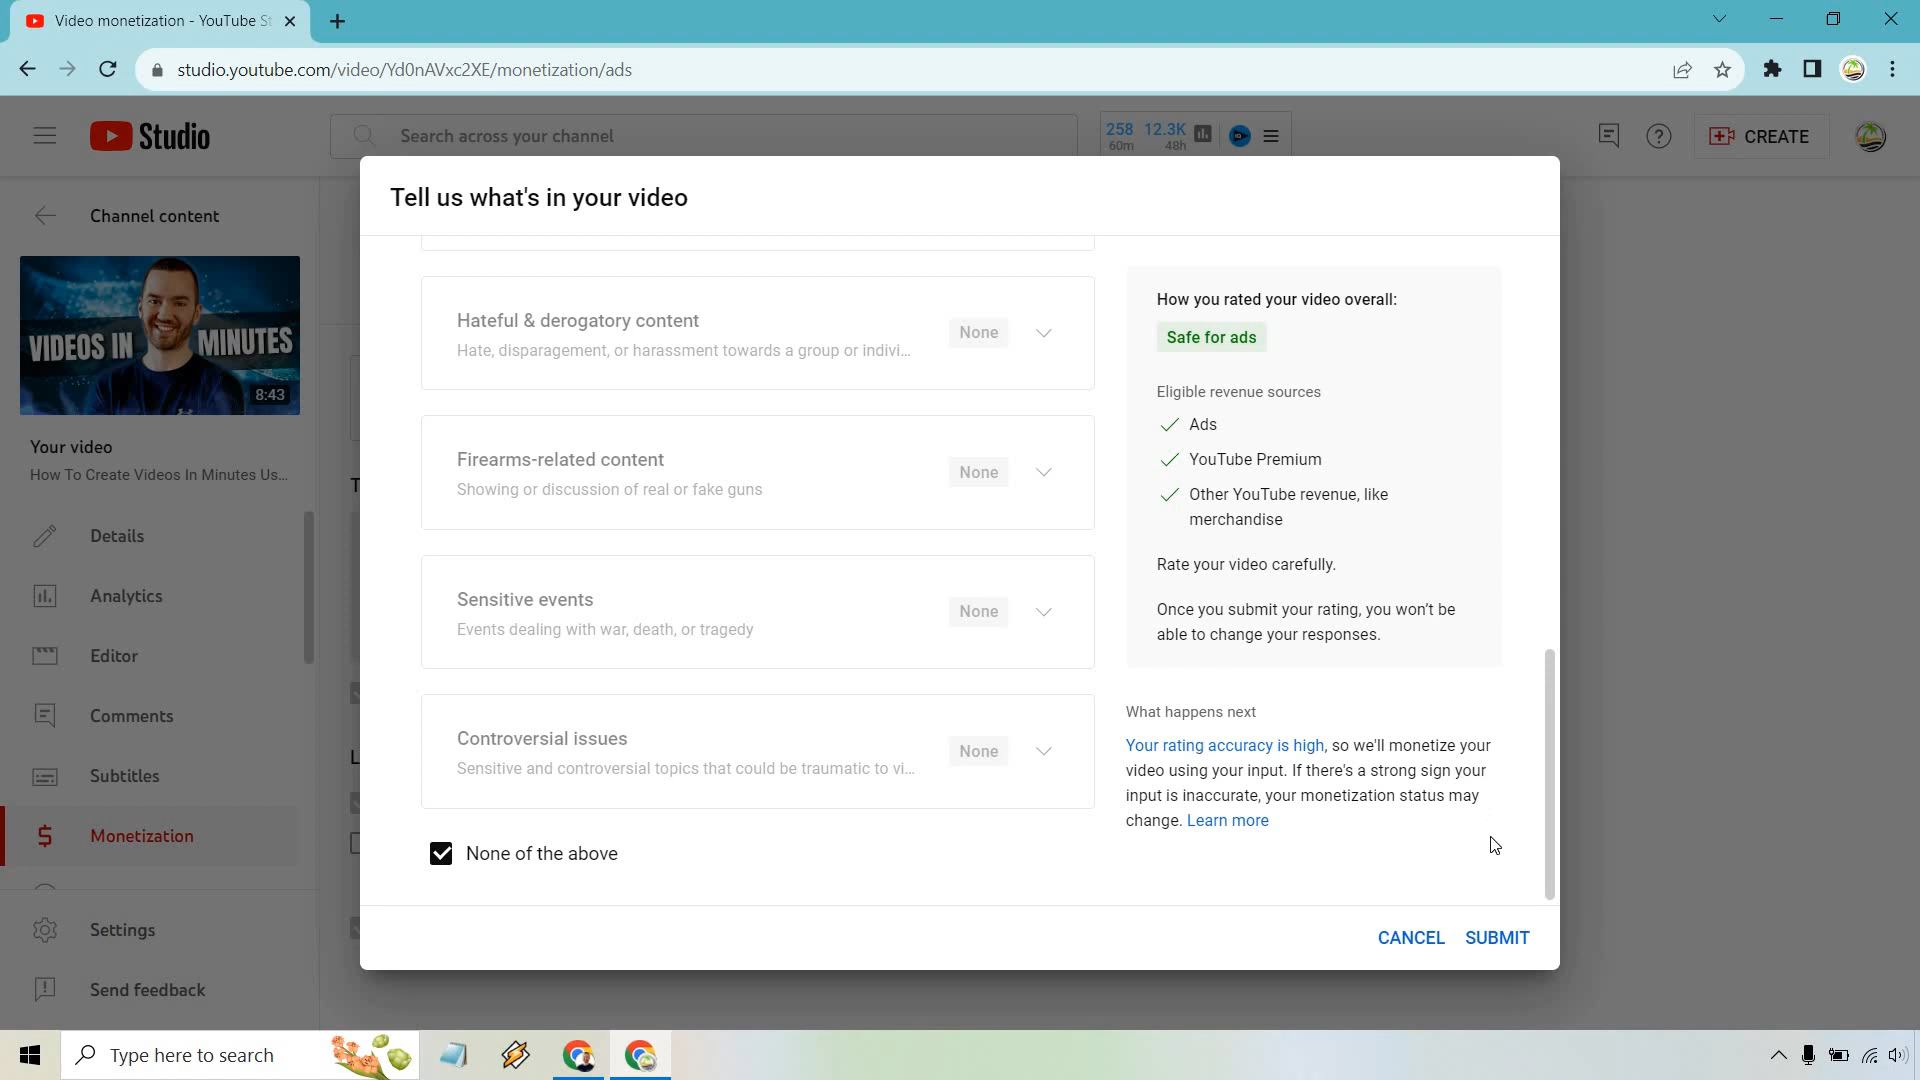 Video monetization - YouTube St
studio.youtube.com/video/Yd0nAVxc2XE/monetization/ads
Studio
Search across your channel
258 12.3K
60m 48h
CREATE
Tell us what's in your video
Channel content
VIDEOS IN MINUTES
8:43
Your video
How To Create Videos In Minutes Us...
Details
Analytics
Editor
Comments
Subtitles
Monetization
Settings
Send feedback
Hateful & derogatory content
Hate, disparagement, or harassment towards a group or indivi...
None
Firearms-related content
Showing or discussion of real or fake guns
None
Sensitive events
Events dealing with war, death, or tragedy
None
Controversial issues
Sensitive and controversial topics that could be traumatic to vi...
None
None of the above
How you rated your video overall:
Safe for ads
Eligible revenue sources
Ads
YouTube Premium
Other YouTube revenue, like
merchandise
Rate your video carefully.
Once you submit your rating, you won't be
able to change your responses.
What happens next
Your rating accuracy is high, so we'll monetize your
video using your input. If there's a strong sign your
input is inaccurate, your monetization status may
change. Learn more
CANCEL SUBMIT
Type here to search